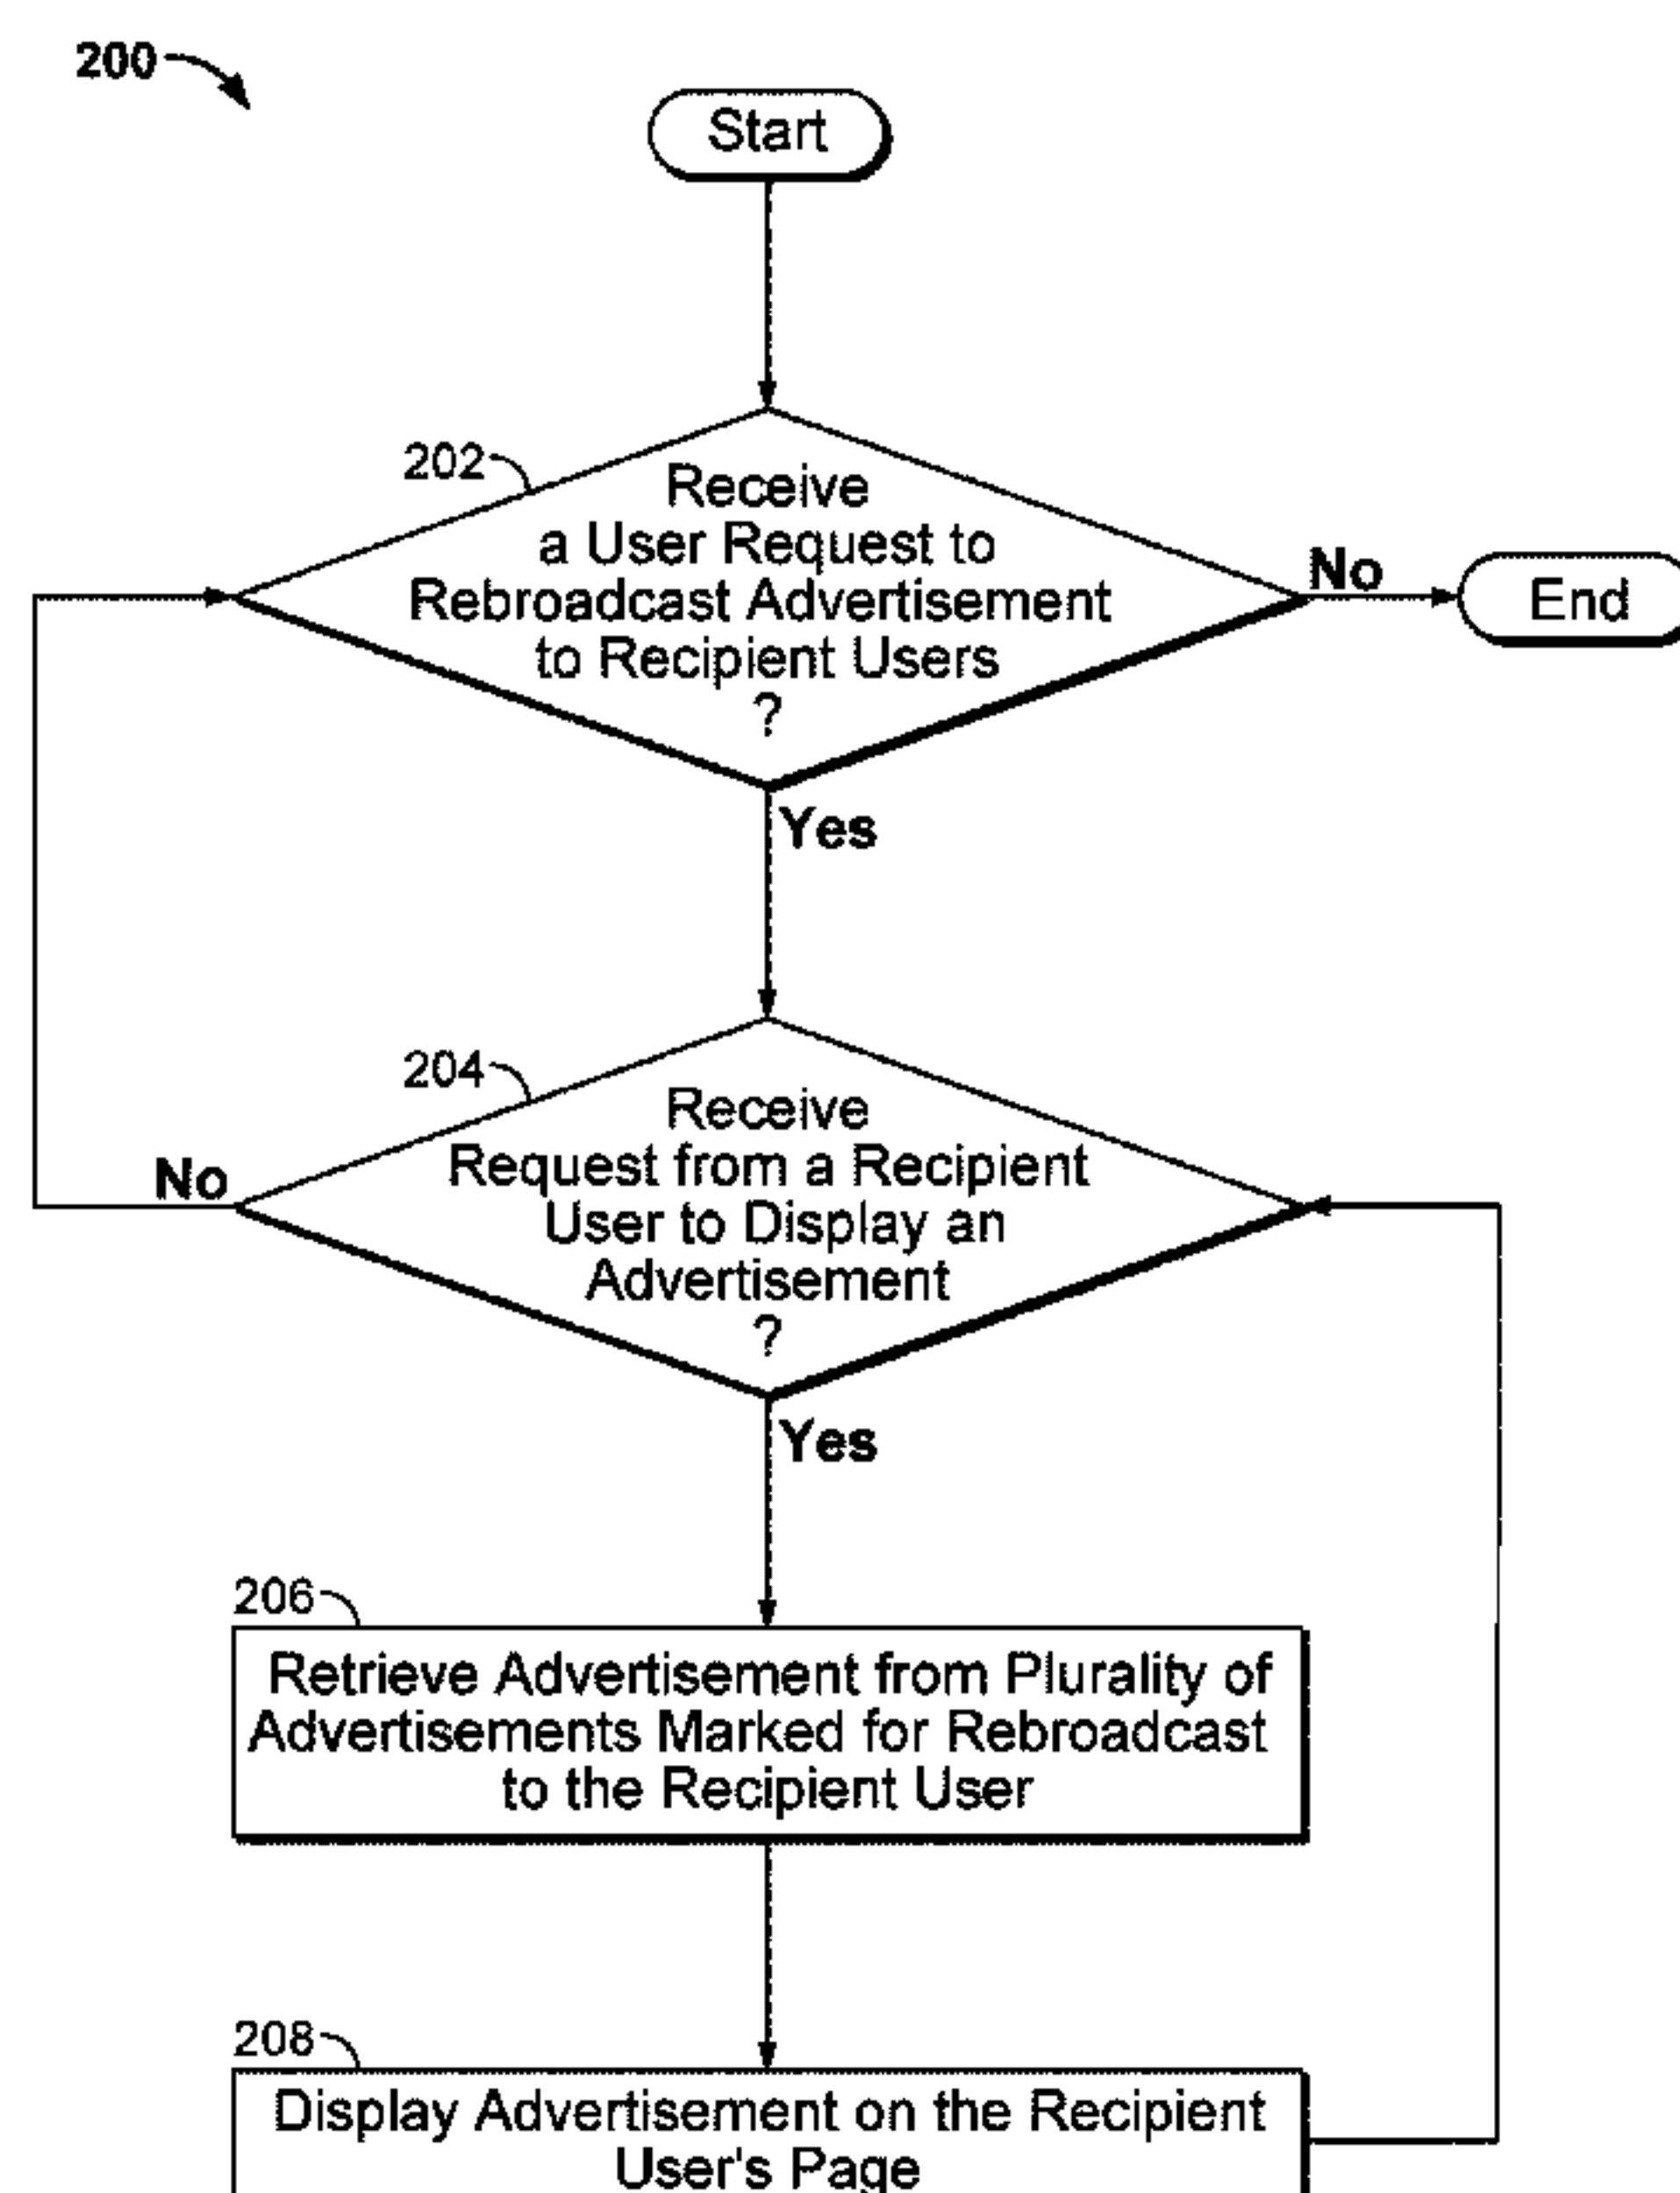 200
Start
202
Receive
a User Request to
Rebroadcast Advertisement
to Recipient Users
?
No
End
Yes
204
Receive
Request from a Recipient
User to Display an
Advertisement
?
No
Yes
206
Retrieve Advertisement from Plurality of
Advertisements Marked for Rebroadcast
to the Recipient User
208
Display Advertisement on the Recipient
User's Page